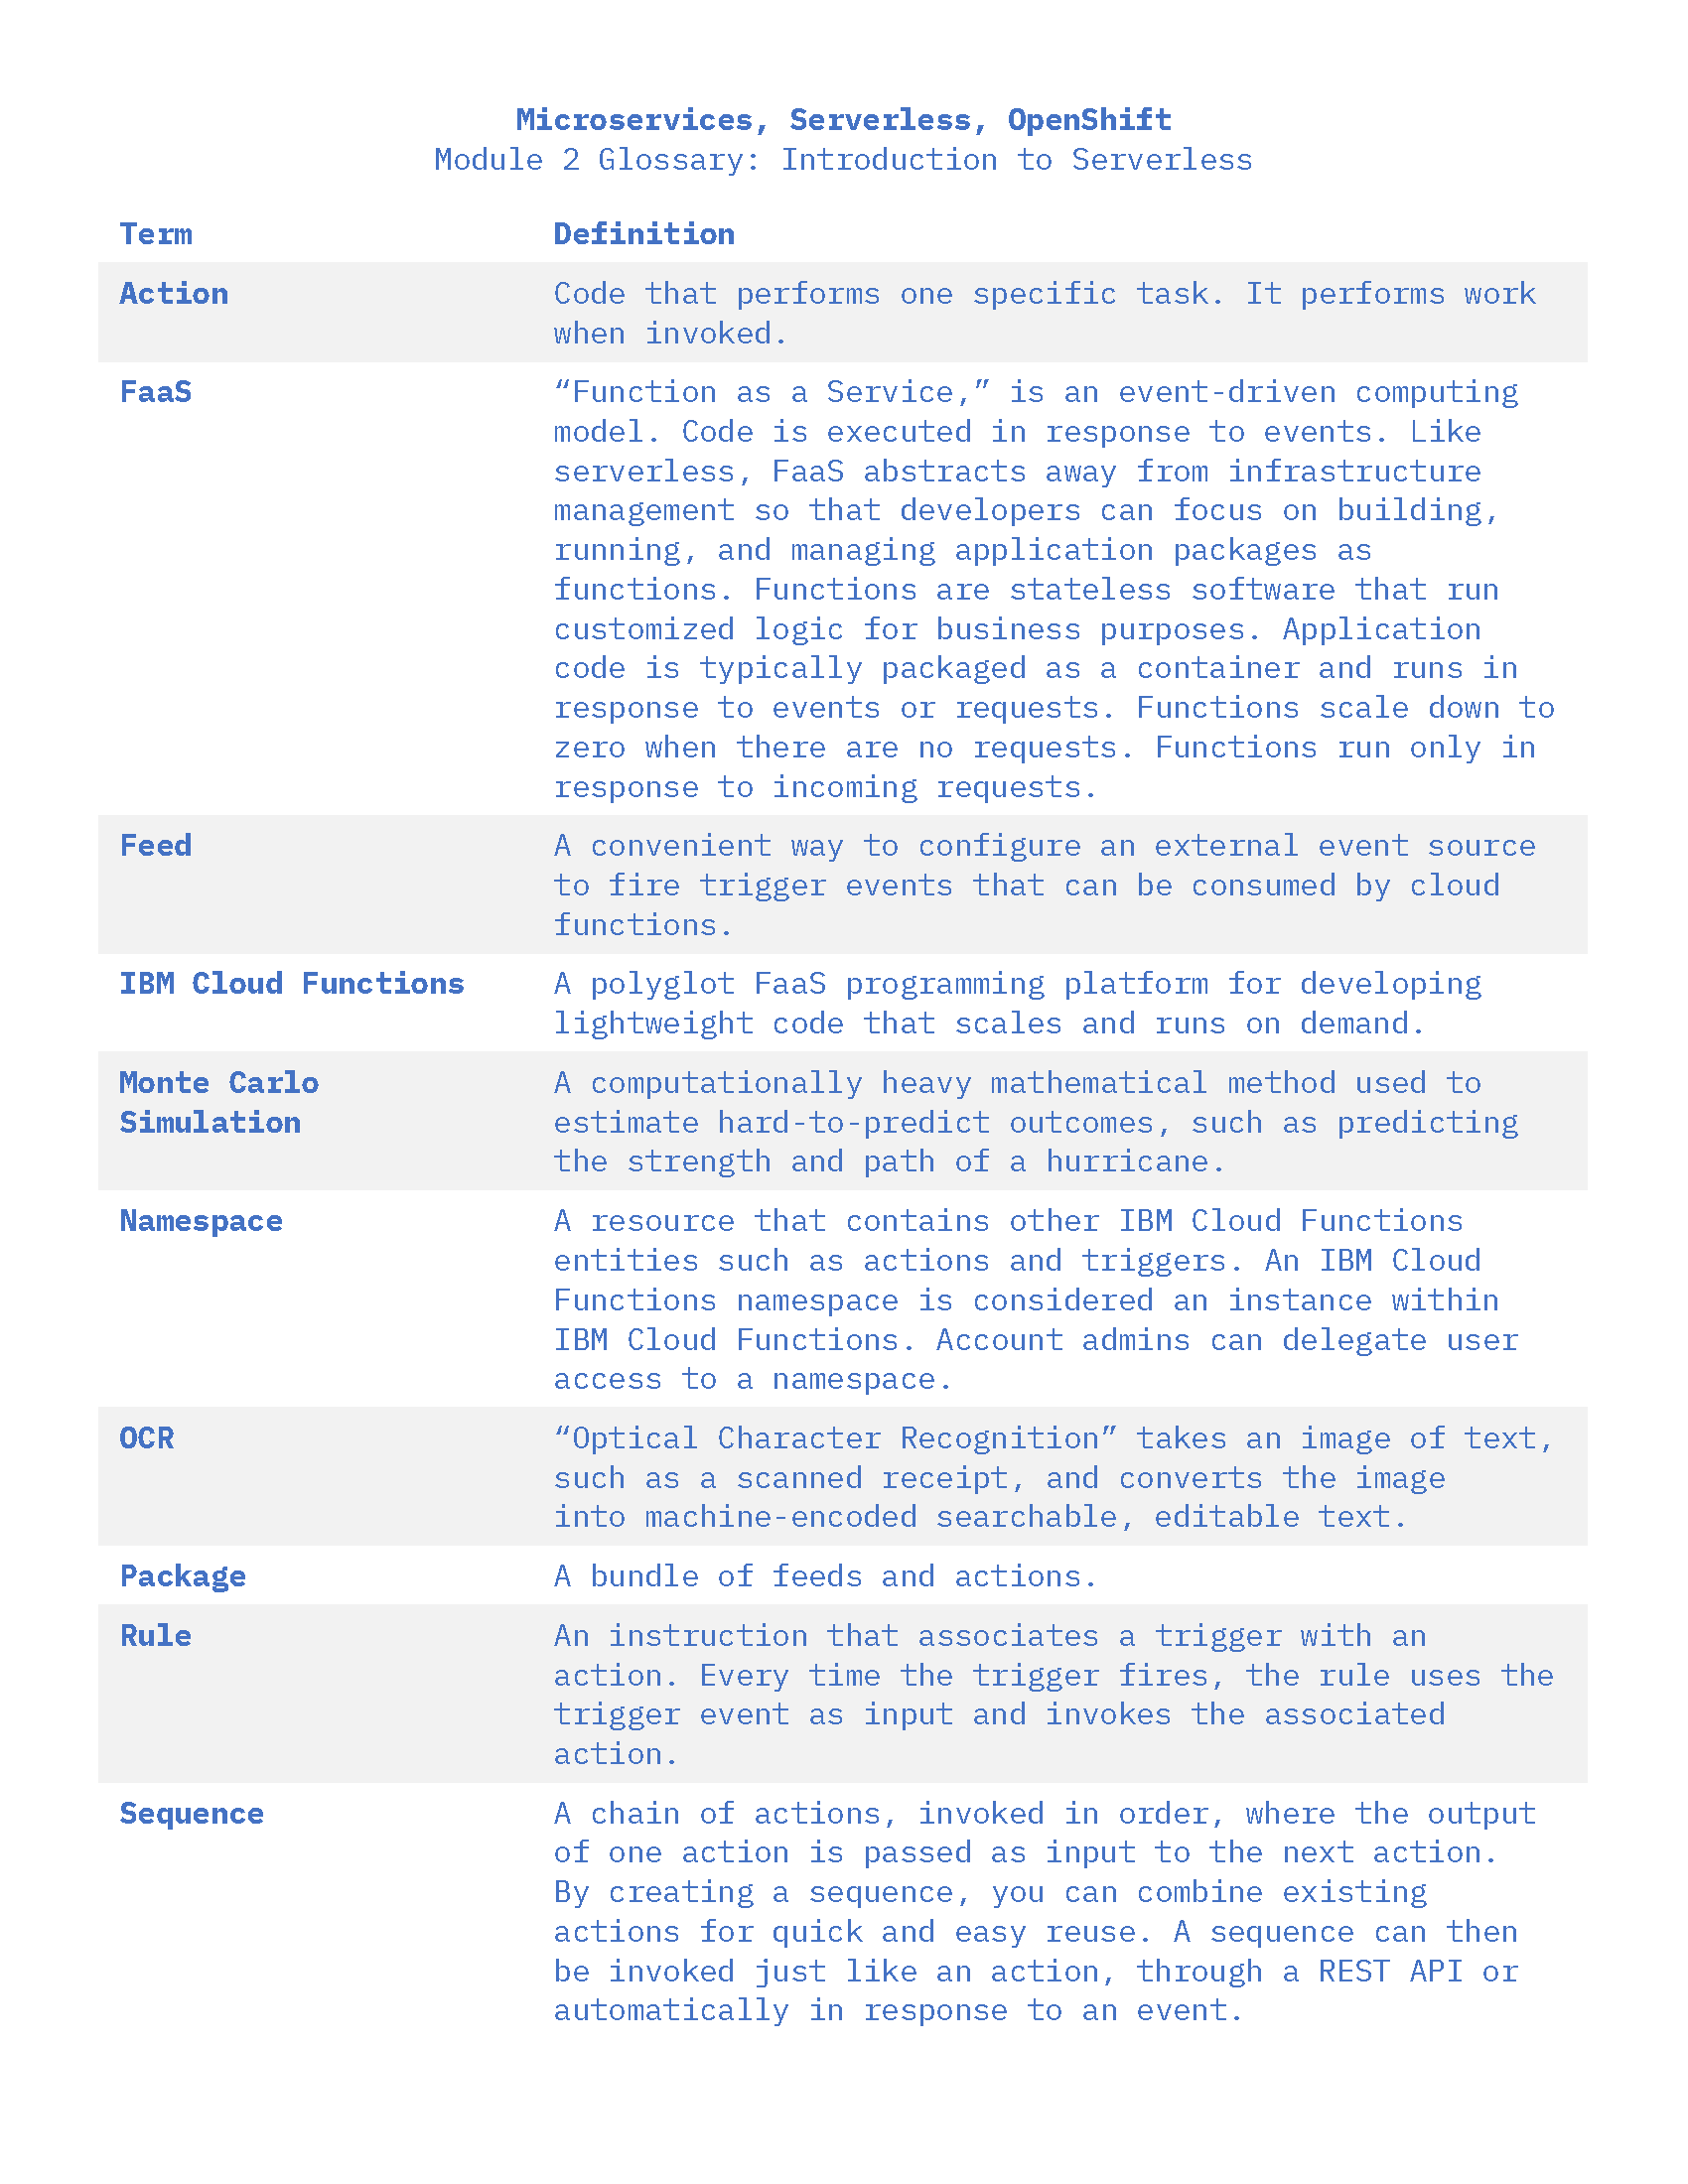 Microservices, Serverless, OpenShift
Module 2 Glossary: Introduction to Serverless
Term Definition
Action Code that performs one specific task. It performs work
when invoked.
FaaS “Function as a Service,” is an event-driven computing
model. Code is executed in response to events. Like
serverless, FaaS abstracts away from infrastructure
management so that developers can focus on building,
running, and managing application packages as
functions. Functions are stateless software that run
customized logic for business purposes. Application
code is typically packaged as a container and runs in
response to events or requests. Functions scale down to
zero when there are no requests. Functions run only in
response to incoming requests.
Feed A convenient way to configure an external event source
to fire trigger events that can be consumed by cloud
functions.
IBM Cloud Functions A polyglot FaaS programming platform for developing
lightweight code that scales and runs on demand.
Monte Carlo A computationally heavy mathematical method used to
Simulation estimate hard-to-predict outcomes, such as predicting
the strength and path of a hurricane.
Namespace A resource that contains other IBM Cloud Functions
entities such as actions and triggers. An IBM Cloud
Functions namespace is considered an instance within
IBM Cloud Functions. Account admins can delegate user
access to a namespace.
OCR “Optical Character Recognition” takes an image of text,
such as a scanned receipt, and converts the image
into machine-encoded searchable, editable text.
Package A bundle of feeds and actions.
Rule An instruction that associates a trigger with an
action. Every time the trigger fires, the rule uses the
trigger event as input and invokes the associated
action.
Sequence A chain of actions, invoked in order, where the output
of one action is passed as input to the next action.
By creating a sequence, you can combine existing
actions for quick and easy reuse. A sequence can then
be invoked just like an action, through a REST API or
automatically in response to an event.